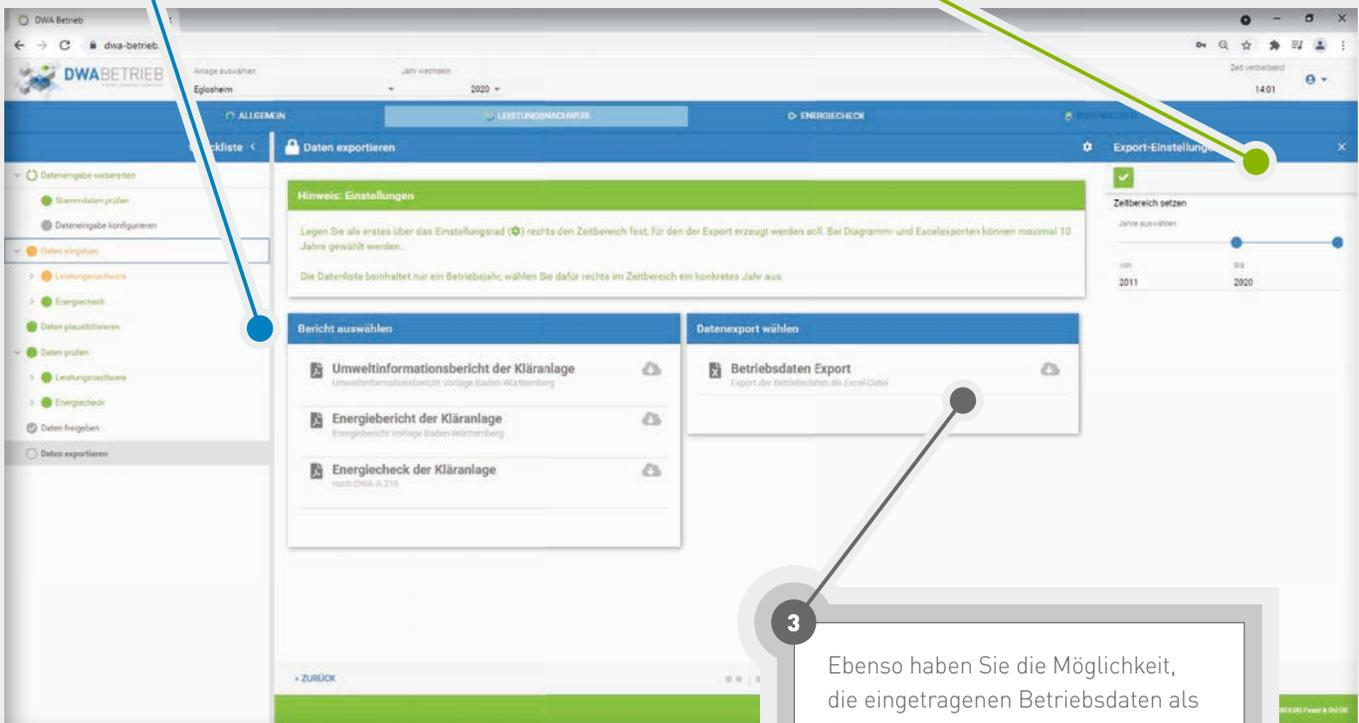 DWA Betrieb
dwa-betrieb.
DWABETRIEB
Anlage auswählen
Eglosheim
Jahr wechseln
2020
Zeit verbleibend
14:01
ALLGEMEIN
LEISTUNGSNACHWEIS
ENERGIECHECK
ckliste
Daten exportieren
Export-Einstellung
Dateneingabe vorbereiten
Stammdaten prüfen
Dateneingabe konfigurieren
Daten eingeben
Leistungsnachweis
Energiecheck
Daten plausibilisieren
Daten prüfen
Leistungsnachweis
Energiecheck
Daten freigeben
Daten exportieren
Hinweis: Einstellungen
Legen Sie als erstes über das Einstellungsrad (⚙) rechts den Zeitbereich fest, für den der Export erzeugt werden soll. Bei Diagramm- und Excelexporten können maximal 10
Jahre gewählt werden.
Die Datenliste beinhaltet nur ein Betriebsjahr, wählen Sie dafür rechts im Zeitbereich ein konkretes Jahr aus.
Bericht auswählen
Umweltinformationsbericht der Kläranlage
Umweltinformationsbericht Vorlage Baden-Württemberg
Energiebericht der Kläranlage
Energiebericht Vorlage Baden-Württemberg
Energiecheck der Kläranlage
nach DWA-A 216
Datenexport wählen
Betriebsdaten Export
Export der Betriebsdaten als Excel-Datei
Zeitbereich setzen
Jahre auswählen
von
bis
2011
2020
« ZURÜCK
3
Ebenso haben Sie die Möglichkeit,
die eingetragenen Betriebsdaten als